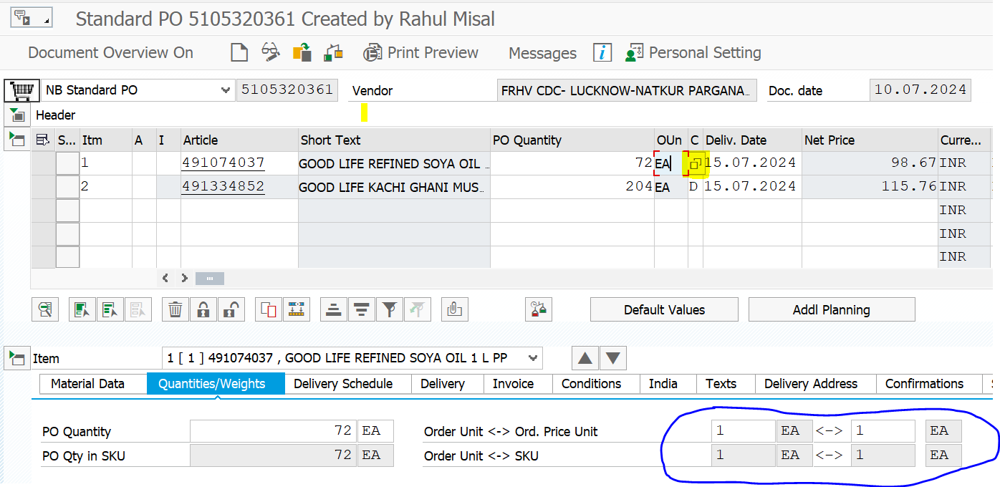 Standard PO 5105320361 Created by Rahul Misal
Document Overview On Print Preview Messages i Personal Setting
NB Standard PO 5105320361 Vendor FRHV CDC- LUCKNOW-NATKUR PARGANA... Doc. date 10.07.2024
Header
S... Itm A I Article Short Text PO Quantity OUn C Deliv. Date Net Price Curre...
1 491074037 GOOD LIFE REFINED SOYA OIL ... 72 EA 15.07.2024 98.67 INR
2 491334852 GOOD LIFE KACHI GHANI MUS... 204 EA D 15.07.2024 115.76 INR
INR
INR
INR
Default Values Addl Planning
Item 1 [ 1 ] 491074037 , GOOD LIFE REFINED SOYA OIL 1 L PP
Material Data Quantities/Weights Delivery Schedule Delivery Invoice Conditions India Texts Delivery Address Confirmations
PO Quantity 72 EA Order Unit <-> Ord. Price Unit 1 EA <-> 1 EA
PO Qty in SKU 72 EA Order Unit <-> SKU 1 EA <-> 1 EA